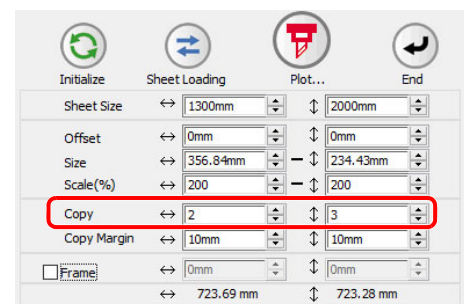 Initialize Sheet Loading Plot... End
Sheet Size ↔ 1300mm ↕ 2000mm
Offset ↔ 0mm ↕ 0mm
Size ↔ 356.84mm ↕ 234.43mm
Scale(%) ↔ 200 ↕ 200
Copy ↔ 2 ↕ 3
Copy Margin ↔ 10mm ↕ 10mm
Frame ↔ 0mm ↕ 0mm
↔ 723.69 mm ↕ 723.28 mm